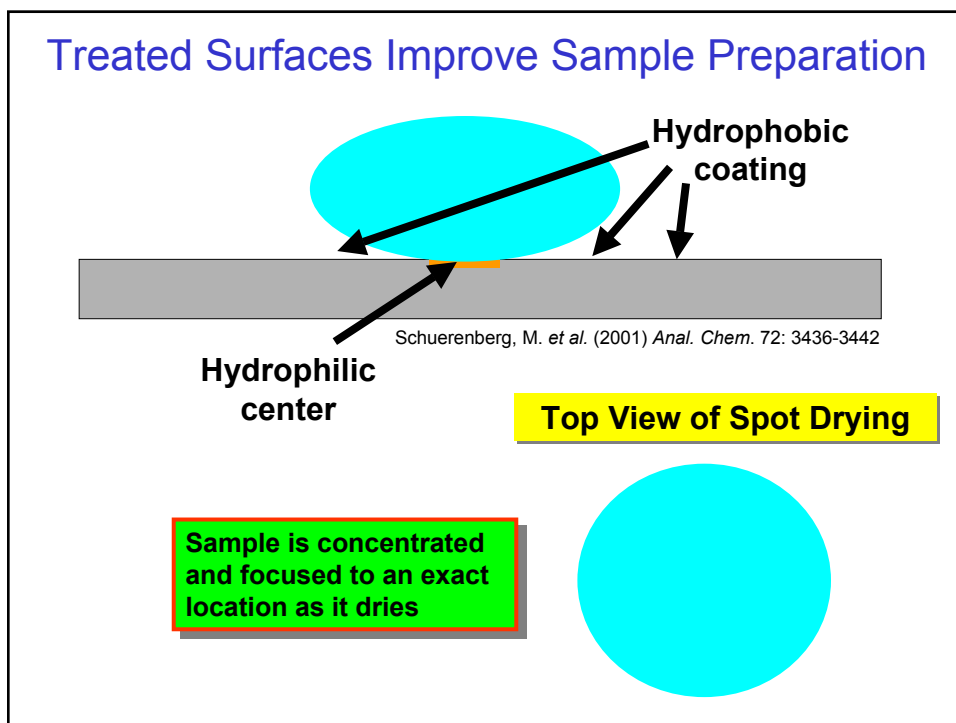 Treated Surfaces Improve Sample Preparation
Hydrophobic
coating
Schuerenberg, M. et al. (2001) Anal. Chem. 72: 3436-3442
Hydrophilic
center
Top View of Spot Drying
Sample is concentrated
and focused to an exact
location as it dries